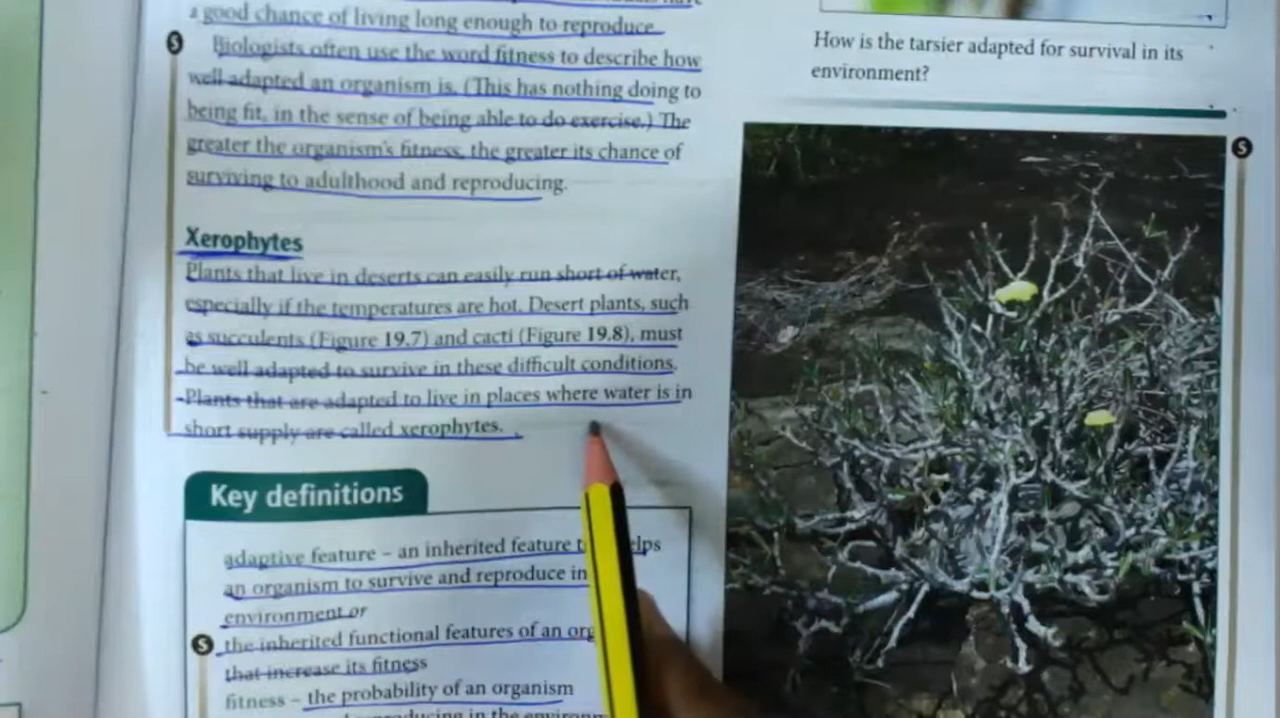 a good chance of living long enough to reproduce.
S
Biologists often use the word fitness to describe how
well adapted an organism is. (This has nothing doing to
being fit, in the sense of being able to do exercise.) The
greater the organism's fitness, the greater its chance of
surviving to adulthood and reproducing.
Xerophytes
Plants that live in deserts can easily run short of water,
especially if the temperatures are hot. Desert plants, such
as succulents (Figure 19.7) and cacti (Figure 19.8), must
be well adapted to survive in these difficult conditions.
Plants that are adapted to live in places where water is in
short supply are called xerophytes.
Key definitions
adaptive feature – an inherited feature
an organism to survive and reproduce in
environment or
S
the inherited functional features of an
that increase its fitness
fitness – the probability of an organism
in the
How is the tarsier adapted for survival in its
environment?
S